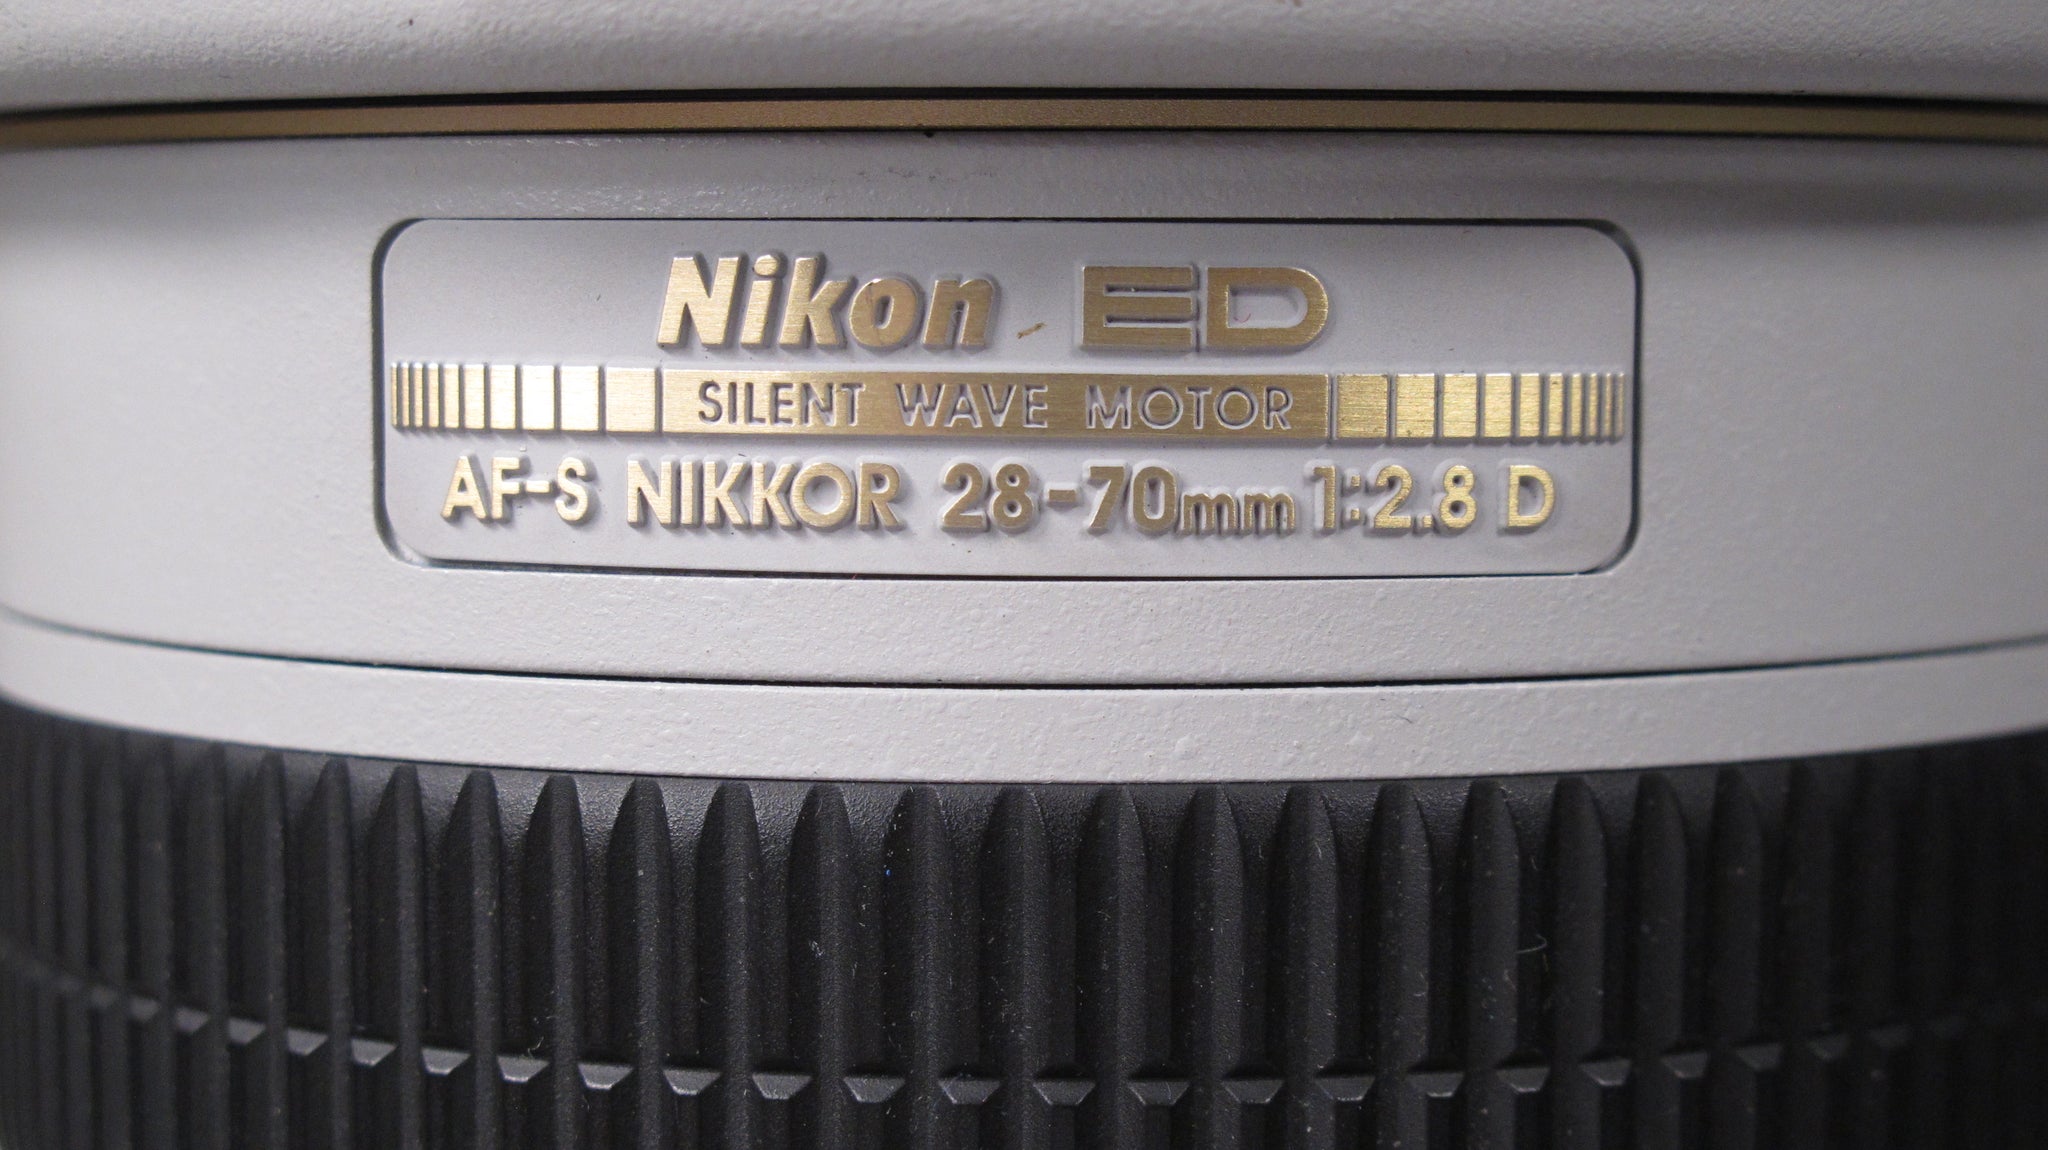 Nikon ED
SILENT WAVE MOTOR
AF-S NIKKOR 28-70mm 1:2.8 D